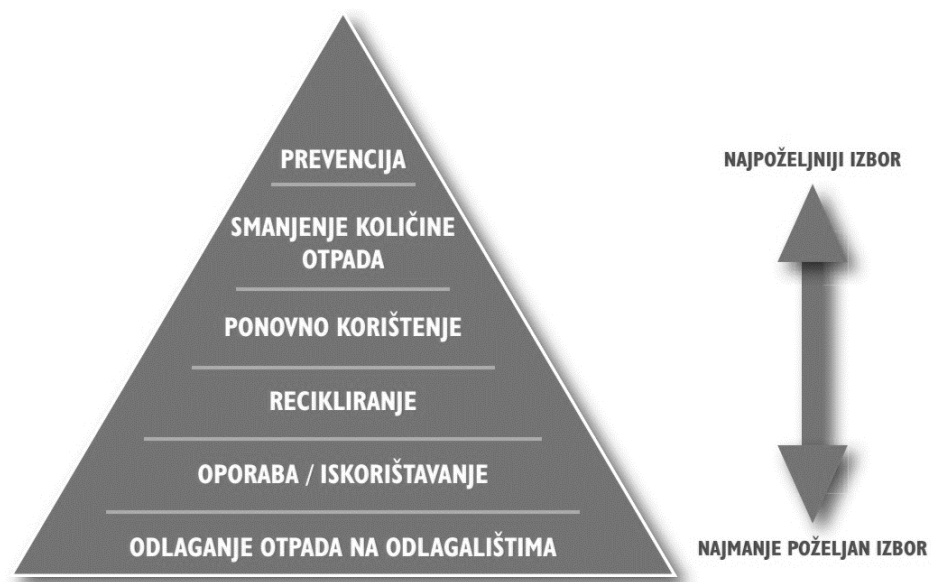 PREVENCIJA
SMANJENJE KOLIČINE
OTPADA
PONOVNO KORIŠTENJE
RECIKLIRANJE
OPORABA / ISKORIŠTAVANJE
ODLAGANJE OTPADA NA ODLAGALIŠTIMA
NAJPOŽELJNIJI IZBOR
NAJMANJE POŽELJAN IZBOR